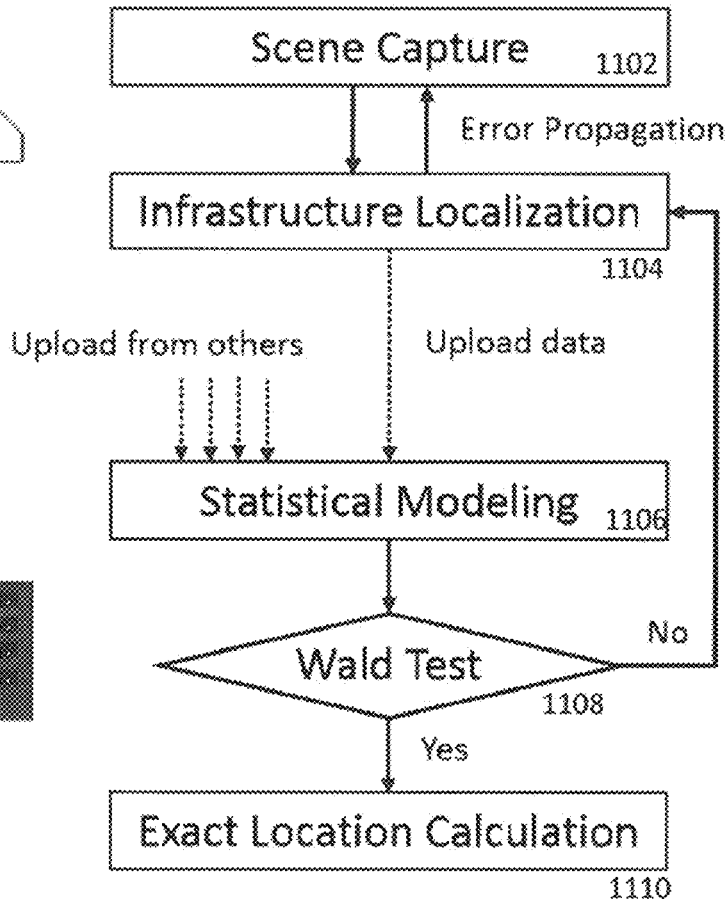 Scene Capture
1102
Error Propagation
Infrastructure Localization
1104
Upload from others
Upload data
Statistical Modeling
1106
No
Wald Test
1108
Yes
Exact Location Calculation
1110